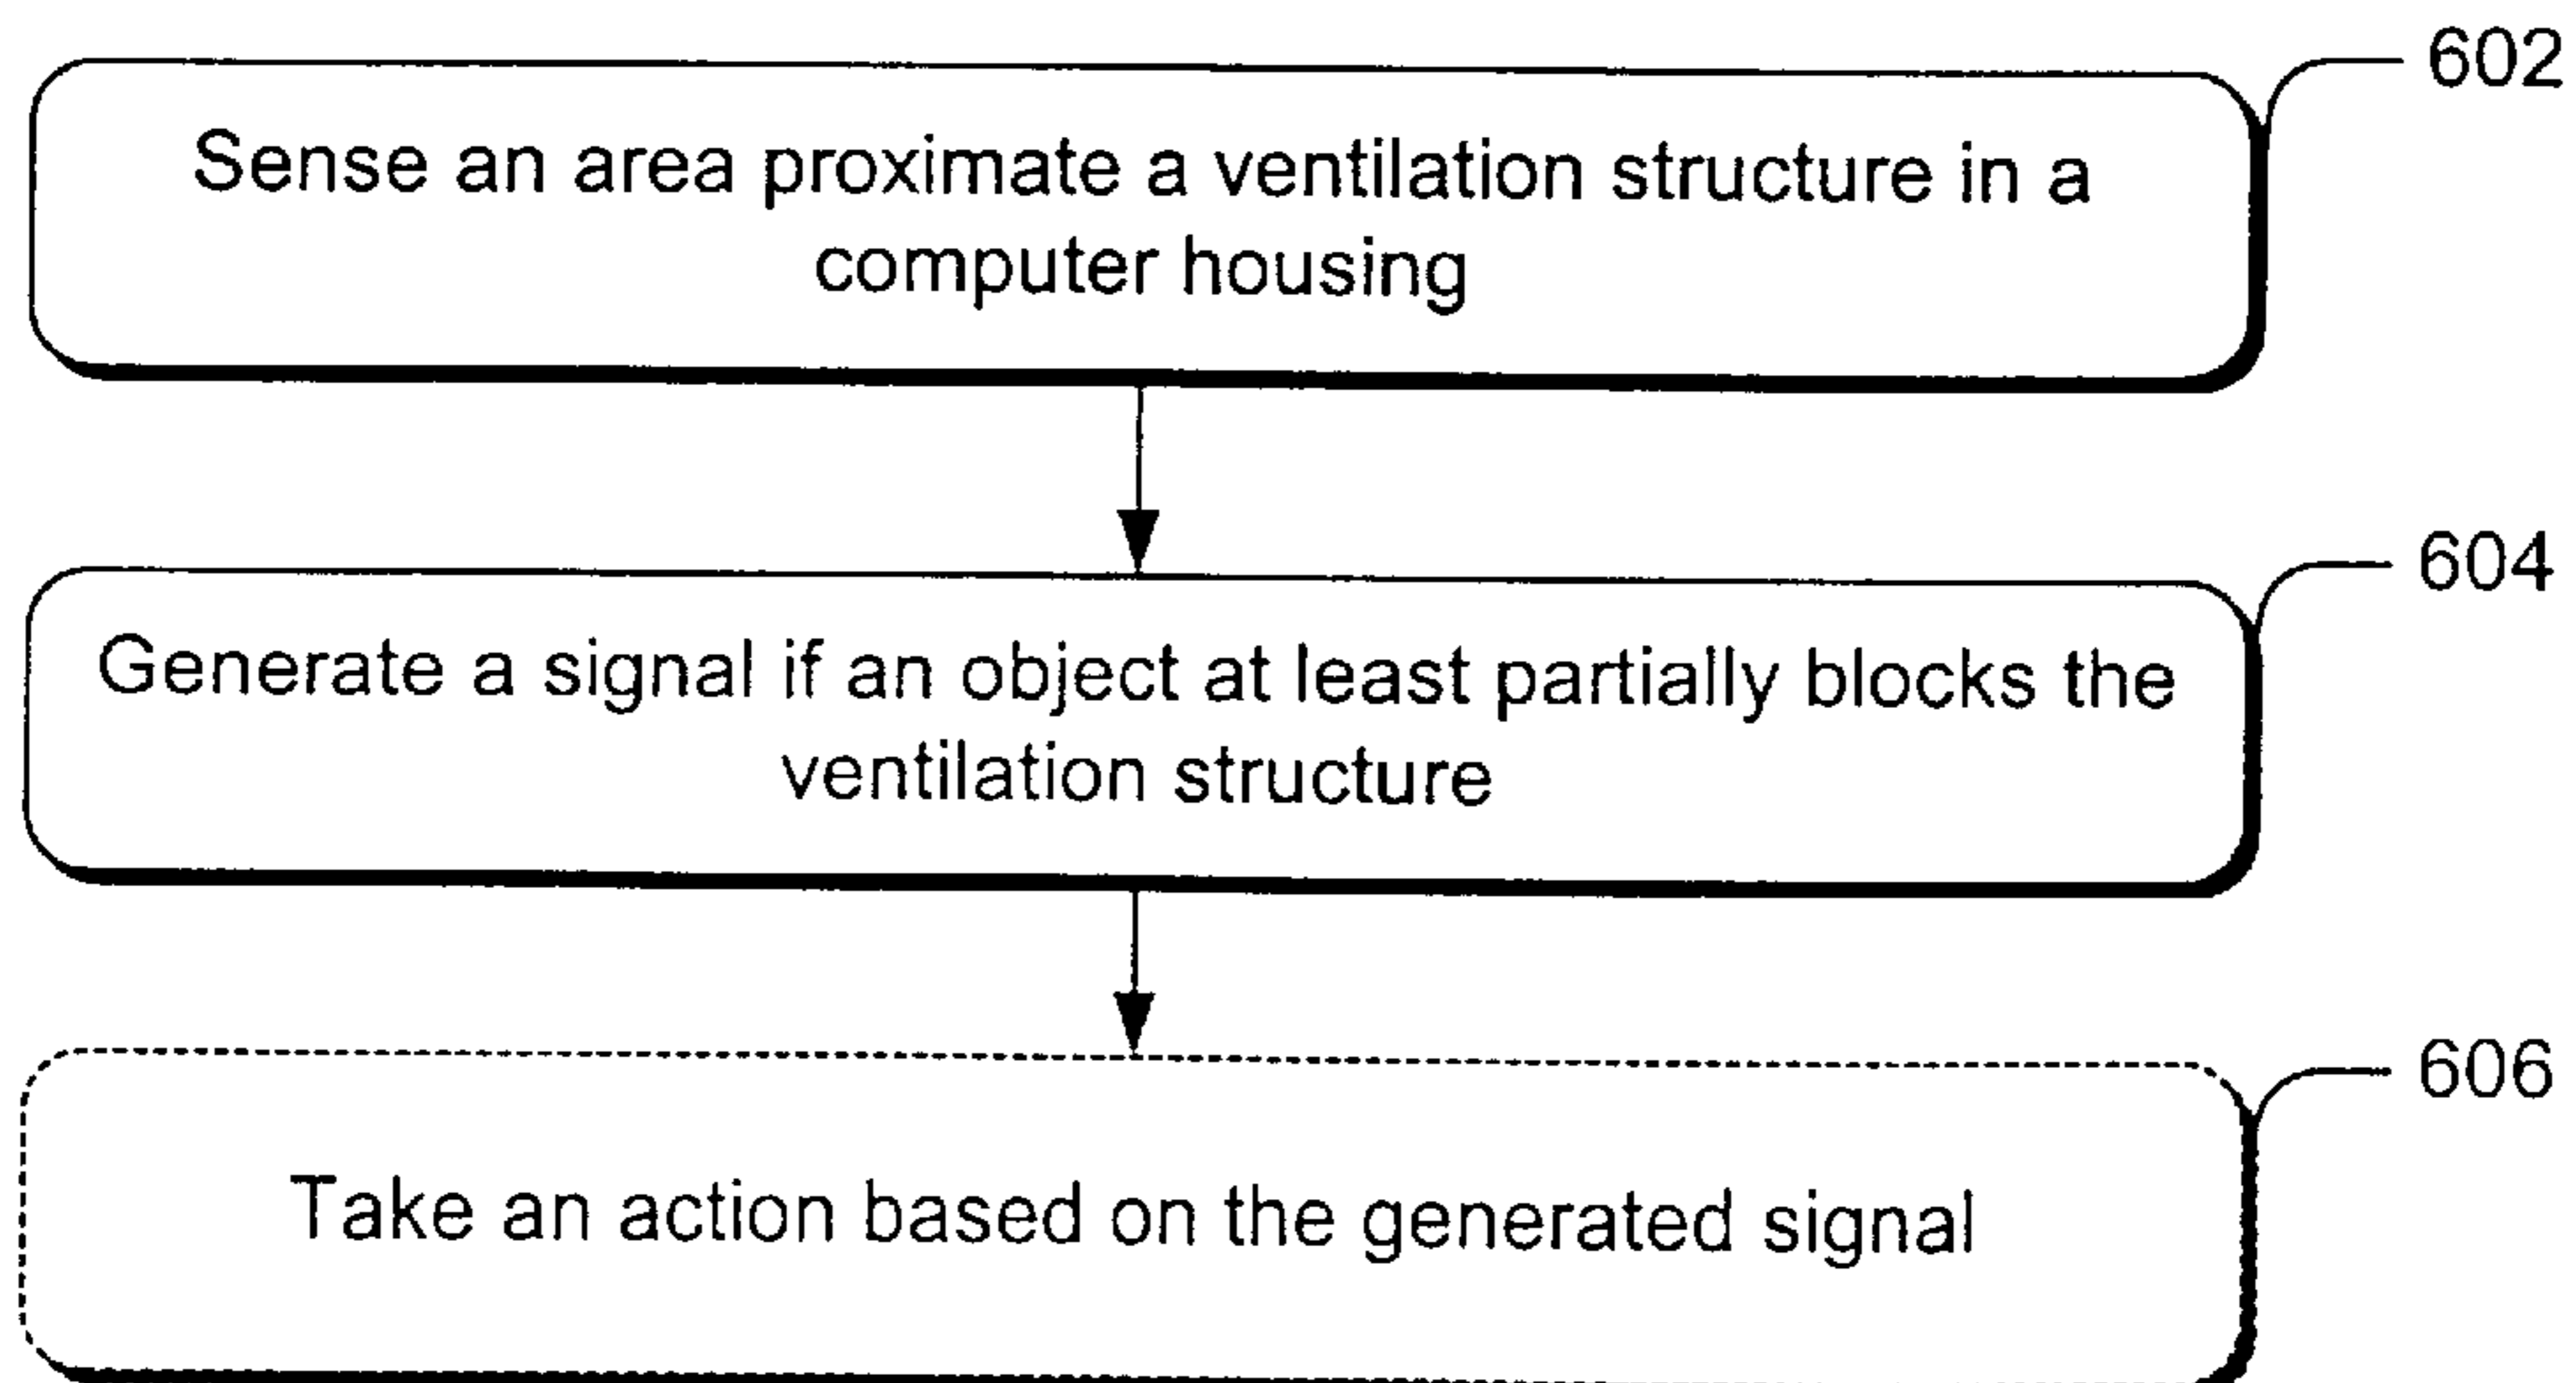 602
Sense an area proximate a ventilation structure in a
computer housing
604
Generate a signal if an object at least partially blocks the
ventilation structure
606
Take an action based on the generated signal